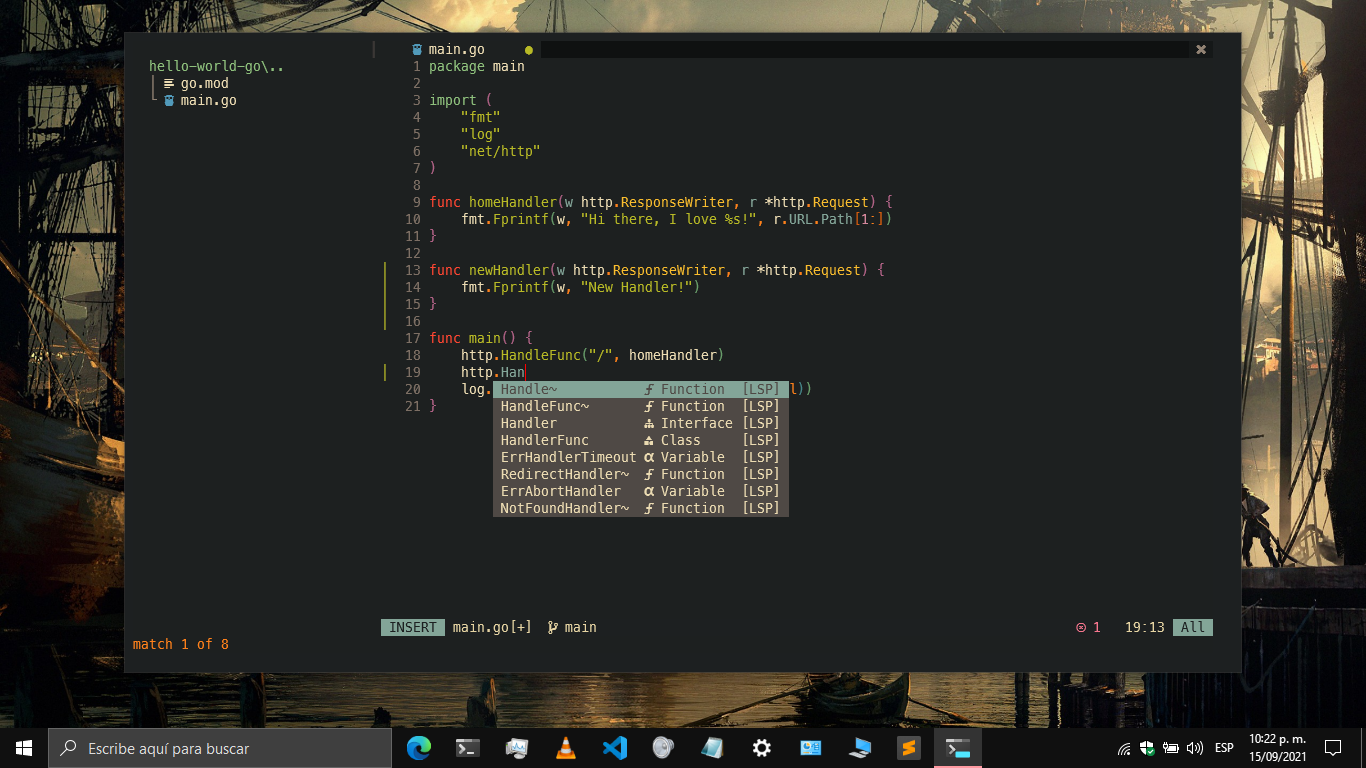 main.go
hello-world-go\..
go.mod
main.go
1 package main
2
3 import (
4 "fmt"
5 "log"
6 "net/http"
7 )
8
9 func homeHandler(w http.ResponseWriter, r *http.Request) {
10 fmt.Fprintf(w, "Hi there, I love %s!", r.URL.Path[1:])
11 }
12
13 func newHandler(w http.ResponseWriter, r *http.Request) {
14 fmt.Fprintf(w, "New Handler!")
15 }
16
17 func main() {
18 http.HandleFunc("/", homeHandler)
19 http.Han
20 log. l))
21 }
Handle~ Function [LSP]
HandleFunc~ Function [LSP]
Handler Interface [LSP]
HandlerFunc Class [LSP]
ErrHandlerTimeout Variable [LSP]
RedirectHandler~ Function [LSP]
ErrAbortHandler Variable [LSP]
NotFoundHandler~ Function [LSP]
INSERT main.go[+] main 1 19:13 All
match 1 of 8
Escribe aquí para buscar
ESP
10:22 p. m.
15/09/2021